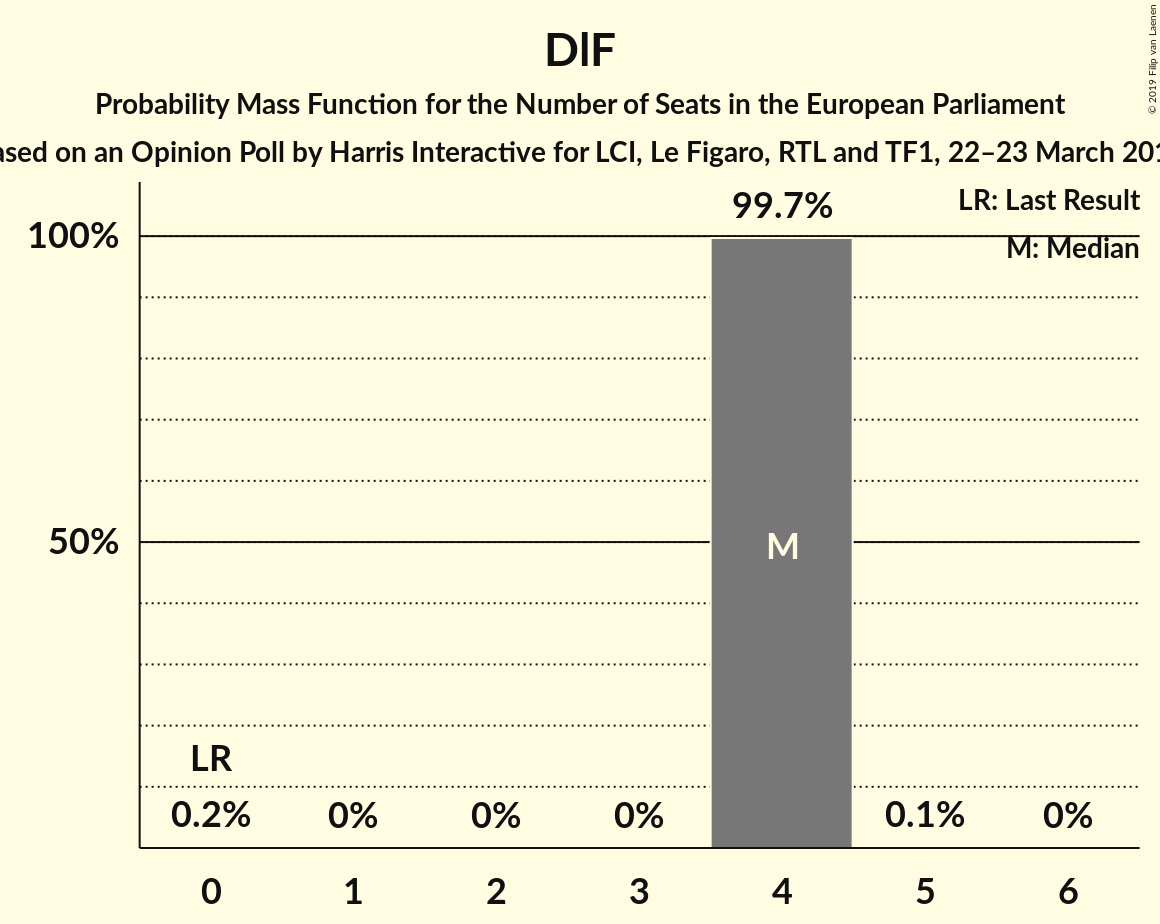 DlF
Probability Mass Function for the Number of Seats in the European Parliament
ased on an Opinion Poll by Harris Interactive for LCI, Le Figaro, RTL and TF1, 22–23 March 201
© 2019 Filip van Laenen
LR: Last Result
M: Median
99.7%
100%
50%
M
LR
0.2% 0% 0% 0% 0.1% 0%
0 1 2 3 4 5 6